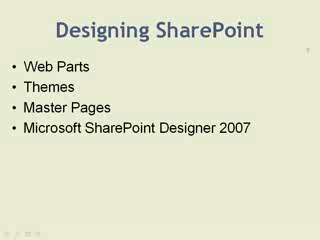 Designing SharePoint
• Web Parts
• Themes
• Master Pages
• Microsoft SharePoint Designer 2007